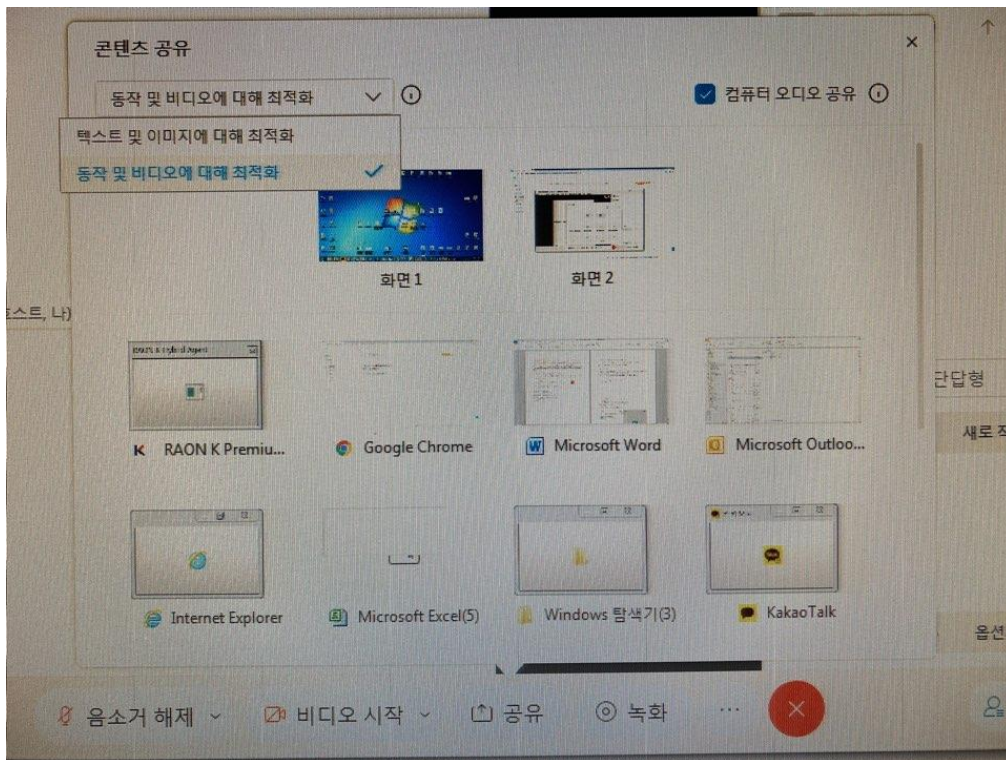 콘텐츠 공유
동작 및 비디오에 대해 최적화
컴퓨터 오디오 공유
텍스트 및 이미지에 대해 최적화
동작 및 비디오에 대해 최적화
화면 1
화면 2
스트, 나)
단답형
새로
RAON K Premiu...
Google Chrome
Microsoft Word
Microsoft Outloo...
Internet Explorer
Microsoft Excel(5)
Windows 탐색기(3)
KakaoTalk
옵션
음소거 해제
비디오 시작
공유
녹화